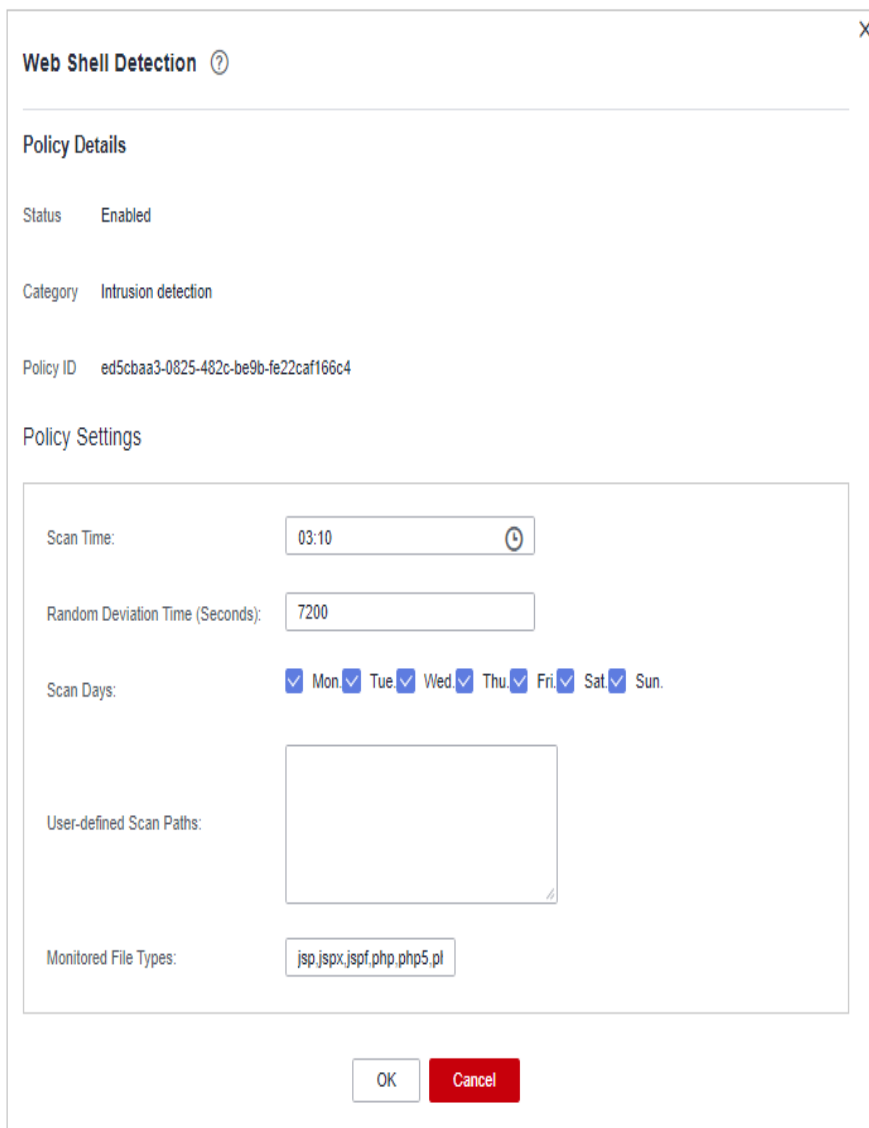 Web Shell Detection ?
Policy Details
Status Enabled
Category Intrusion detection
Policy ID ed5cbaa3-0825-482c-be9b-fe22caf166c4
Policy Settings
Scan Time: 03:10
Random Deviation Time (Seconds): 7200
Scan Days: Mon. Tue. Wed. Thu. Fri. Sat. Sun.
User-defined Scan Paths:
Monitored File Types: jsp,jspx,jspf,php,php5,pl
OK Cancel